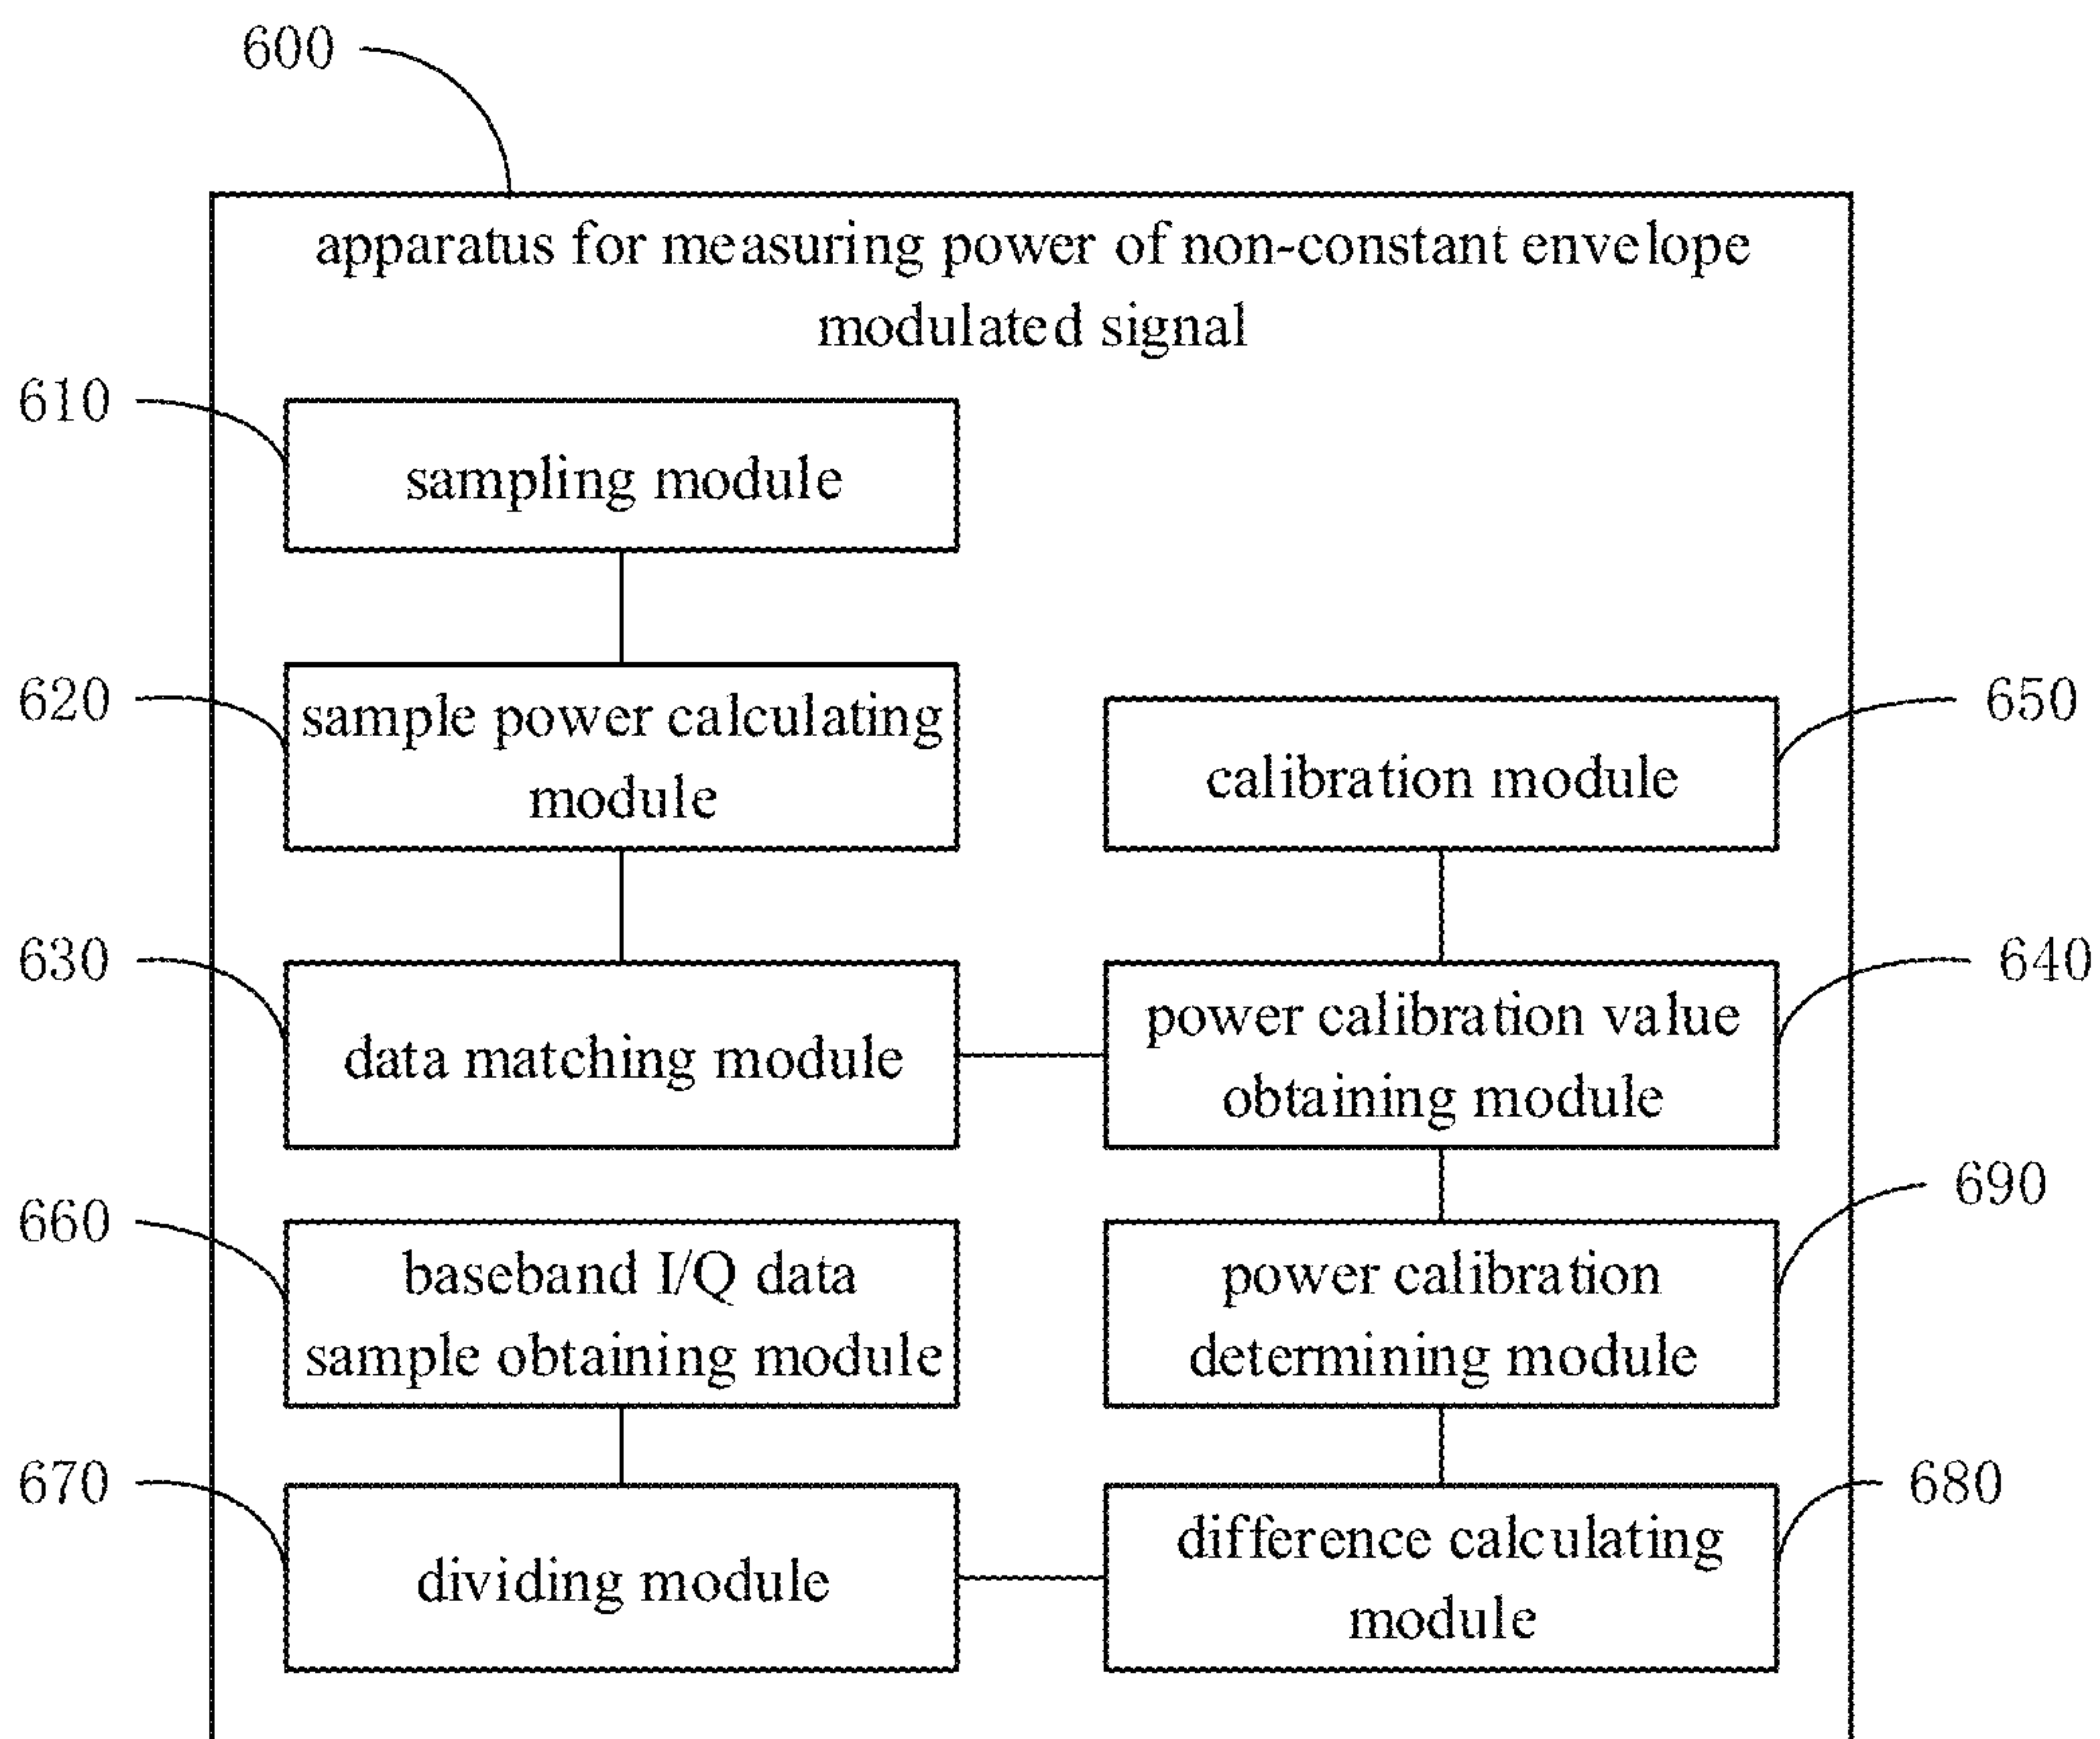 600
apparatus for measuring power of non-constant envelope
modulated signal
610
sampling module
620
sample power calculating
module
650
calibration module
630
data matching module
640
power calibration value
obtaining module
660
baseband I/Q data
sample obtaining module
690
power calibration
determining module
670
dividing module
680
difference calculating
module